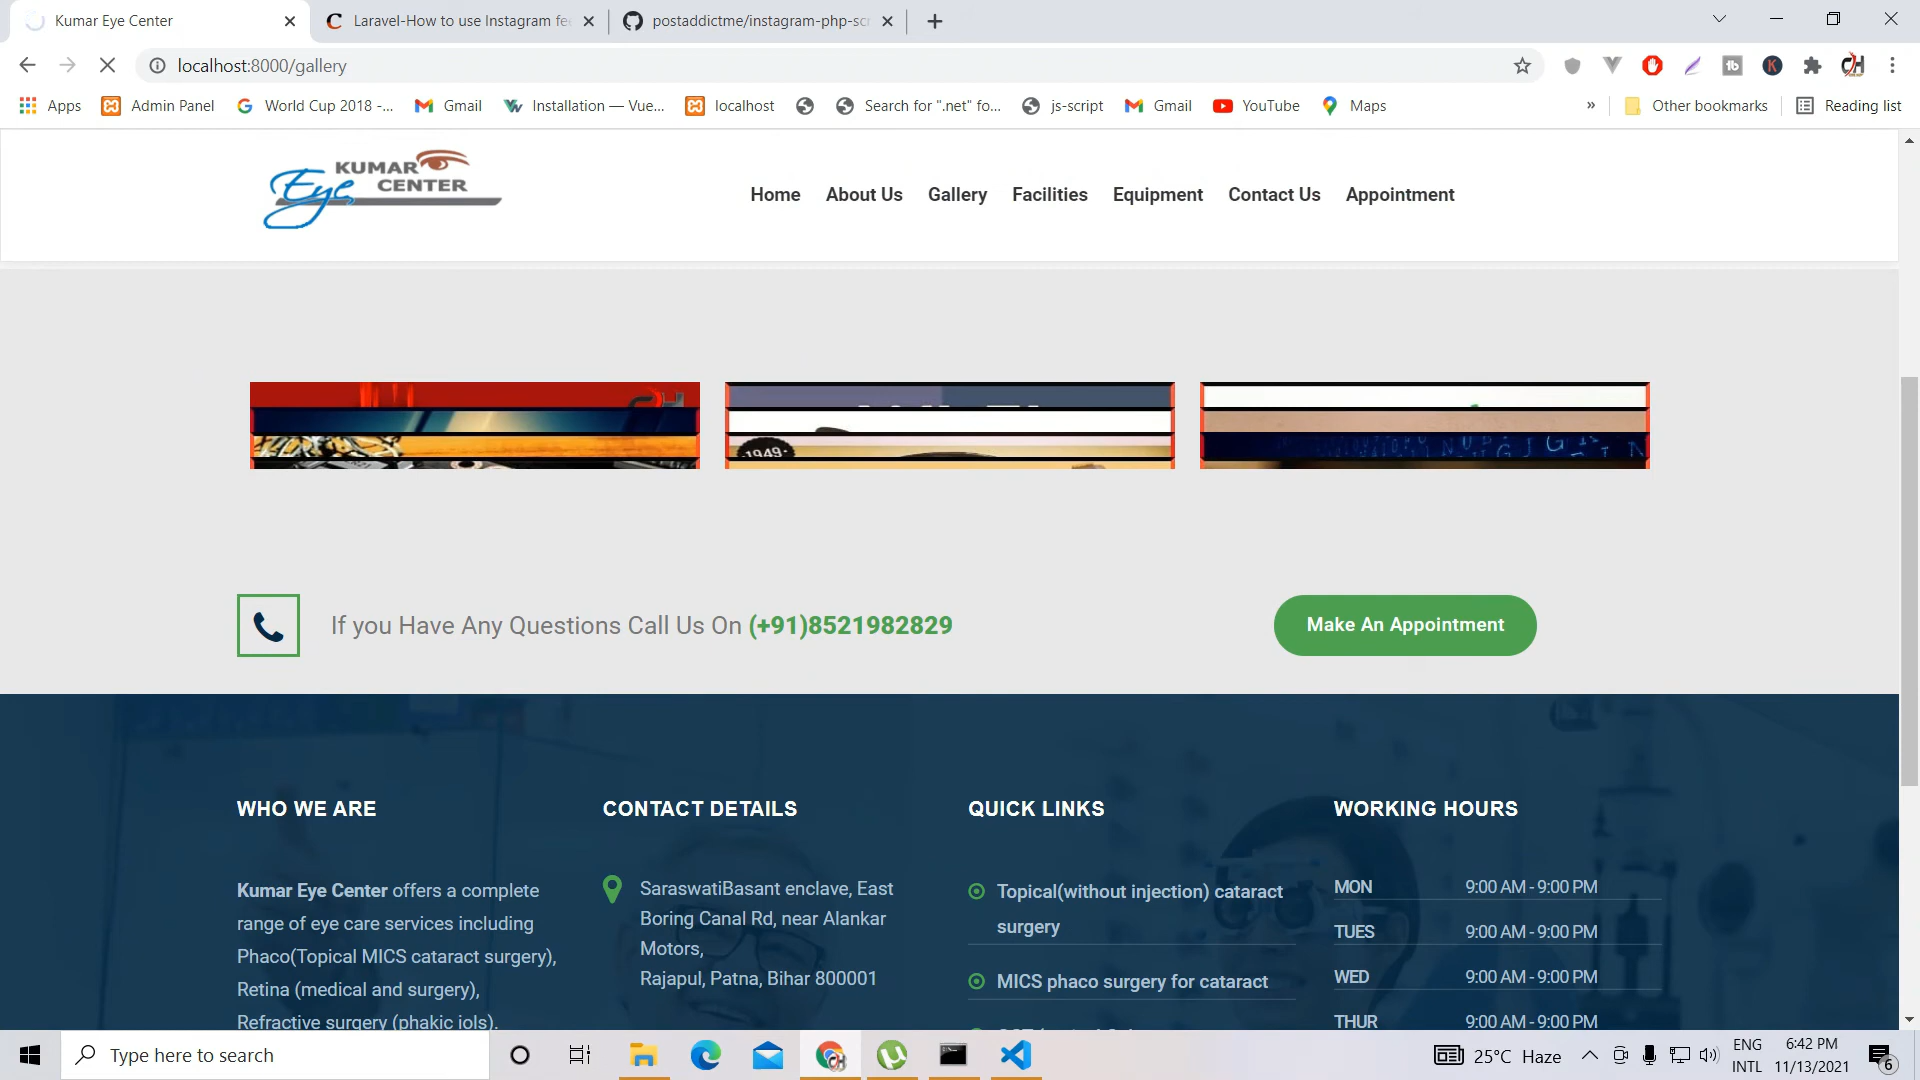 Kumar Eye Center
Laravel-How to use Instagram fe
postaddictme/instagram-php-scr
localhost:8000/gallery
Apps
Admin Panel
World Cup 2018 -...
Gmail
Installation — Vue...
localhost
Search for ".net" fo...
js-script
Gmail
YouTube
Maps
»
Other bookmarks
Reading list
KUMAR
Eye CENTER
Home
About Us
Gallery
Facilities
Equipment
Contact Us
Appointment
·1949·
If you Have Any Questions Call Us On (+91)8521982829
Make An Appointment
WHO WE ARE
Kumar Eye Center offers a complete
range of eye care services including
Phaco(Topical MICS cataract surgery),
Retina (medical and surgery),
Refractive surgery (phakic iols).
CONTACT DETAILS
SaraswatiBasant enclave, East
Boring Canal Rd, near Alankar
Motors,
Rajapul, Patna, Bihar 800001
QUICK LINKS
Topical(without injection) cataract
surgery
MICS phaco surgery for cataract
WORKING HOURS
MON 9:00 AM - 9:00 PM
TUES 9:00 AM - 9:00 PM
WED 9:00 AM - 9:00 PM
THUR 9:00 AM - 9:00 PM
Type here to search
25°C Haze
ENG
INTL
6:42 PM
11/13/2021
6